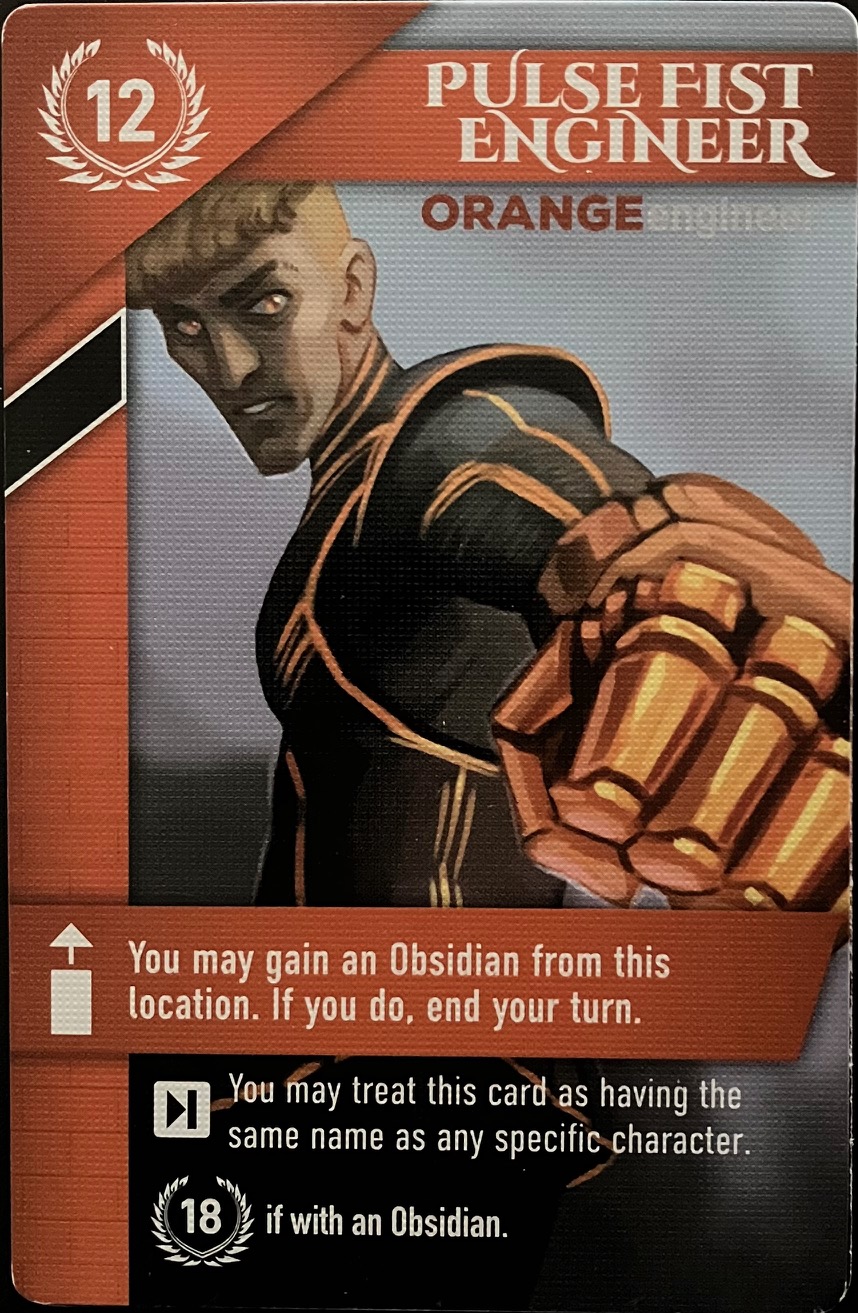 12
PULSE FIST
ENGINEER
ORANGE engineer
You may gain an Obsidian from this
location. If you do, end your turn.
You may treat this card as having the
same name as any specific character.
18 if with an Obsidian.